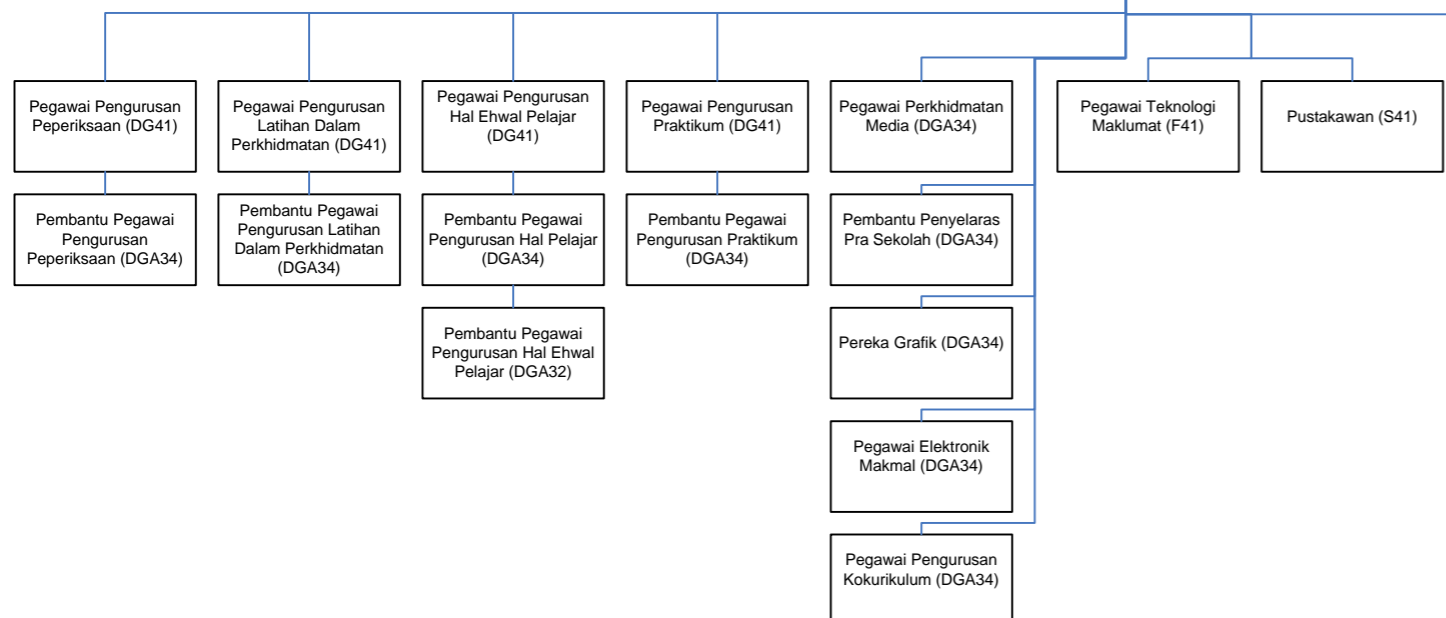 Pegawai Pengurusan
Peperiksaan (DG41)
Pegawai Pengurusan
Latihan Dalam
Perkhidmatan (DG41)
Pegawai Pengurusan
Hal Ehwal Pelajar
(DG41)
Pegawai Pengurusan
Praktikum (DG41)
Pegawai Perkhidmatan
Media (DGA34)
Pegawai Teknologi
Maklumat (F41)
Pustakawan (S41)
Pembantu Pegawai
Pengurusan
Peperiksaan (DGA34)
Pembantu Pegawai
Pengurusan Latihan
Dalam Perkhidmatan
(DGA34)
Pembantu Pegawai
Pengurusan Hal Pelajar
(DGA34)
Pembantu Pegawai
Pengurusan Praktikum
(DGA34)
Pembantu Penyelaras
Pra Sekolah (DGA34)
Pembantu Pegawai
Pengurusan Hal Ehwal
Pelajar (DGA32)
Pereka Grafik (DGA34)
Pegawai Elektronik
Makmal (DGA34)
Pegawai Pengurusan
Kokurikulum (DGA34)